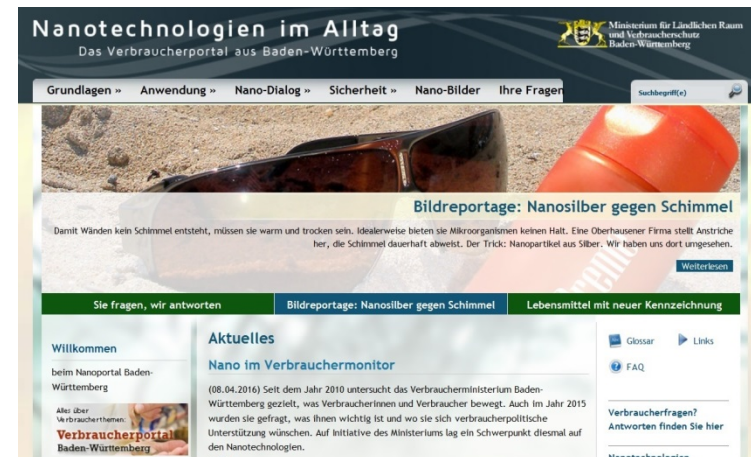 Nanotechnologien im Alltag
Das Verbraucherportal aus Baden-Württemberg
Ministerium für Ländlichen Raum
und Verbraucherschutz
Baden-Württemberg
Grundlagen » Anwendung » Nano-Dialog » Sicherheit » Nano-Bilder Ihre Fragen
Suchbegriff(e)
Bildreportage: Nanosilber gegen Schimmel
Damit Wänden kein Schimmel entsteht, müssen sie warm und trocken sein. Idealerweise bieten sie Mikroorganismen keinen Halt. Eine Oberhausener Firma stellt Anstriche
her, die Schimmel dauerhaft abweist. Der Trick: Nanopartikel aus Silber. Wir haben uns dort umgesehen.
Weiterlesen
Sie fragen, wir antworten
Bildreportage: Nanosilber gegen Schimmel
Lebensmittel mit neuer Kennzeichnung
Willkommen
beim Nanoportal Baden-
Württemberg
Alles über
Verbraucherthemen:
Verbraucherportal
Baden-Württemberg
Aktuelles
Nano im Verbrauchermonitor
(08.04.2016) Seit dem Jahr 2010 untersucht das Verbraucherministerium Baden-
Württemberg gezielt, was Verbraucherinnen und Verbraucher bewegt. Auch im Jahr 2015
wurden sie gefragt, was ihnen wichtig ist und wo sie sich verbraucherpolitische
Unterstützung wünschen. Auf Initiative des Ministeriums lag ein Schwerpunkt diesmal auf
den Nanotechnologien.
Glossar
Links
FAQ
Verbraucherfragen?
Antworten finden Sie hier